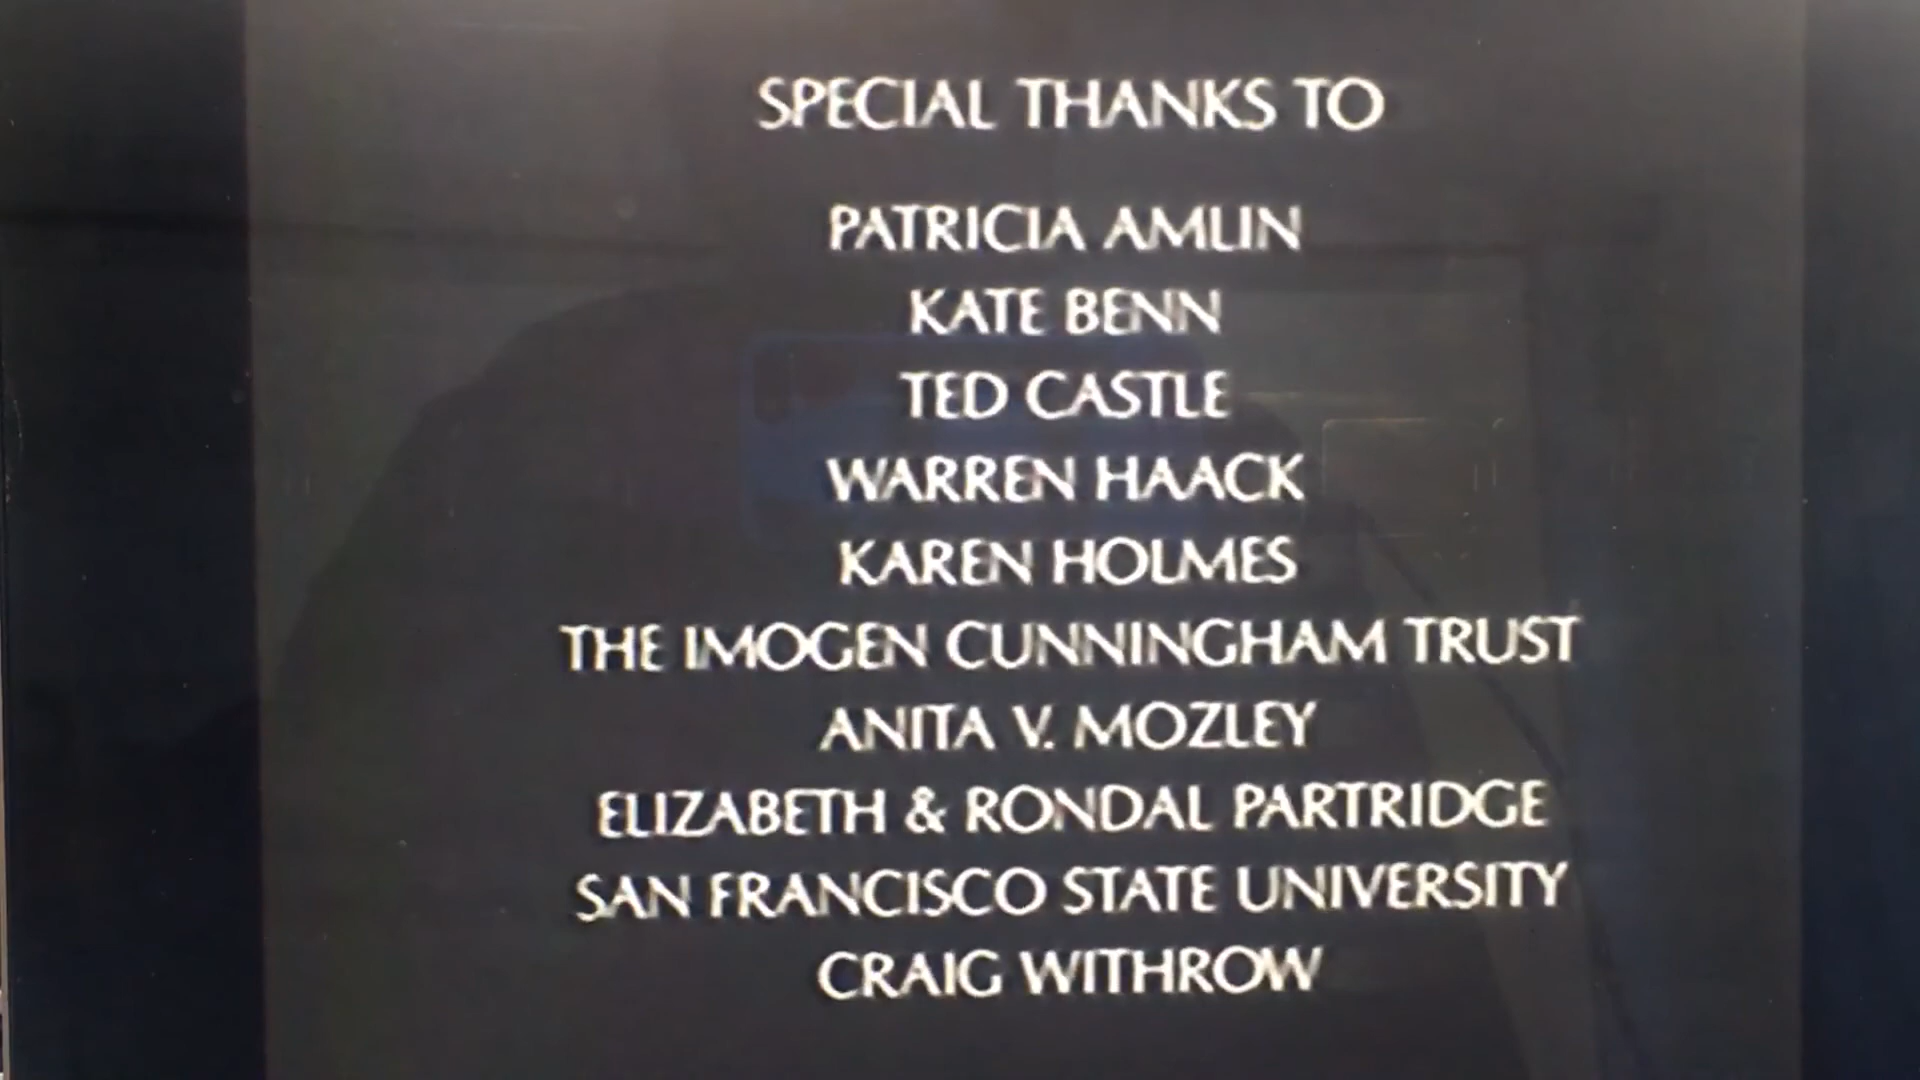 SPECIAL THANKS TO
PATRICIA AMLIN
KATE BENN
TED CASTLE
WARREN HAACK
KAREN HOLMES
THE IMOGEN CUNNINGHAM TRUST
ANITA V. MOZLEY
ELIZABETH & RONDAL PARTRIDGE
SAN FRANCISCO STATE UNIVERSITY
CRAIG WITHROW